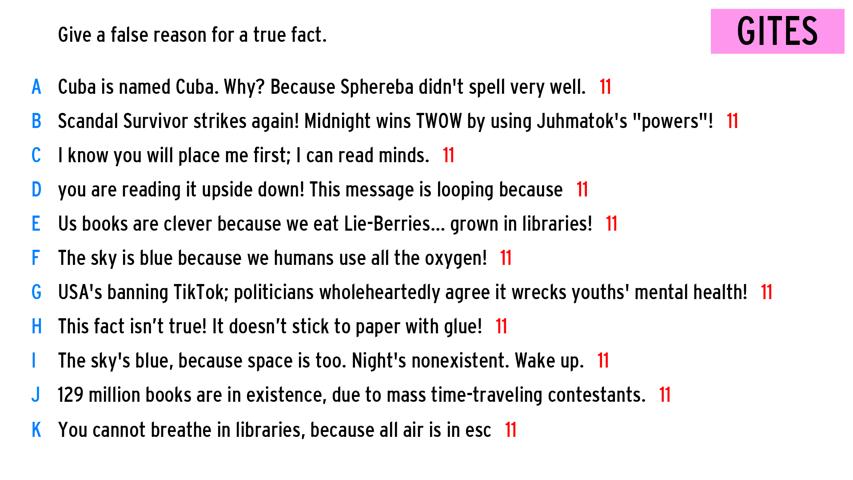 Give a false reason for a true fact.
GITES
A Cuba is named Cuba. Why? Because Sphereba didn't spell very well. 11
B Scandal Survivor strikes again! Midnight wins TWOW by using Juhmatok's "powers"! 11
C I know you will place me first; I can read minds. 11
D you are reading it upside down! This message is looping because 11
E Us books are clever because we eat Lie-Berries... grown in libraries! 11
F The sky is blue because we humans use all the oxygen! 11
G USA's banning TikTok; politicians wholeheartedly agree it wrecks youths' mental health! 11
H This fact isn’t true! It doesn’t stick to paper with glue! 11
I The sky's blue, because space is too. Night's nonexistent. Wake up. 11
J 129 million books are in existence, due to mass time-traveling contestants. 11
K You cannot breathe in libraries, because all air is in esc 11